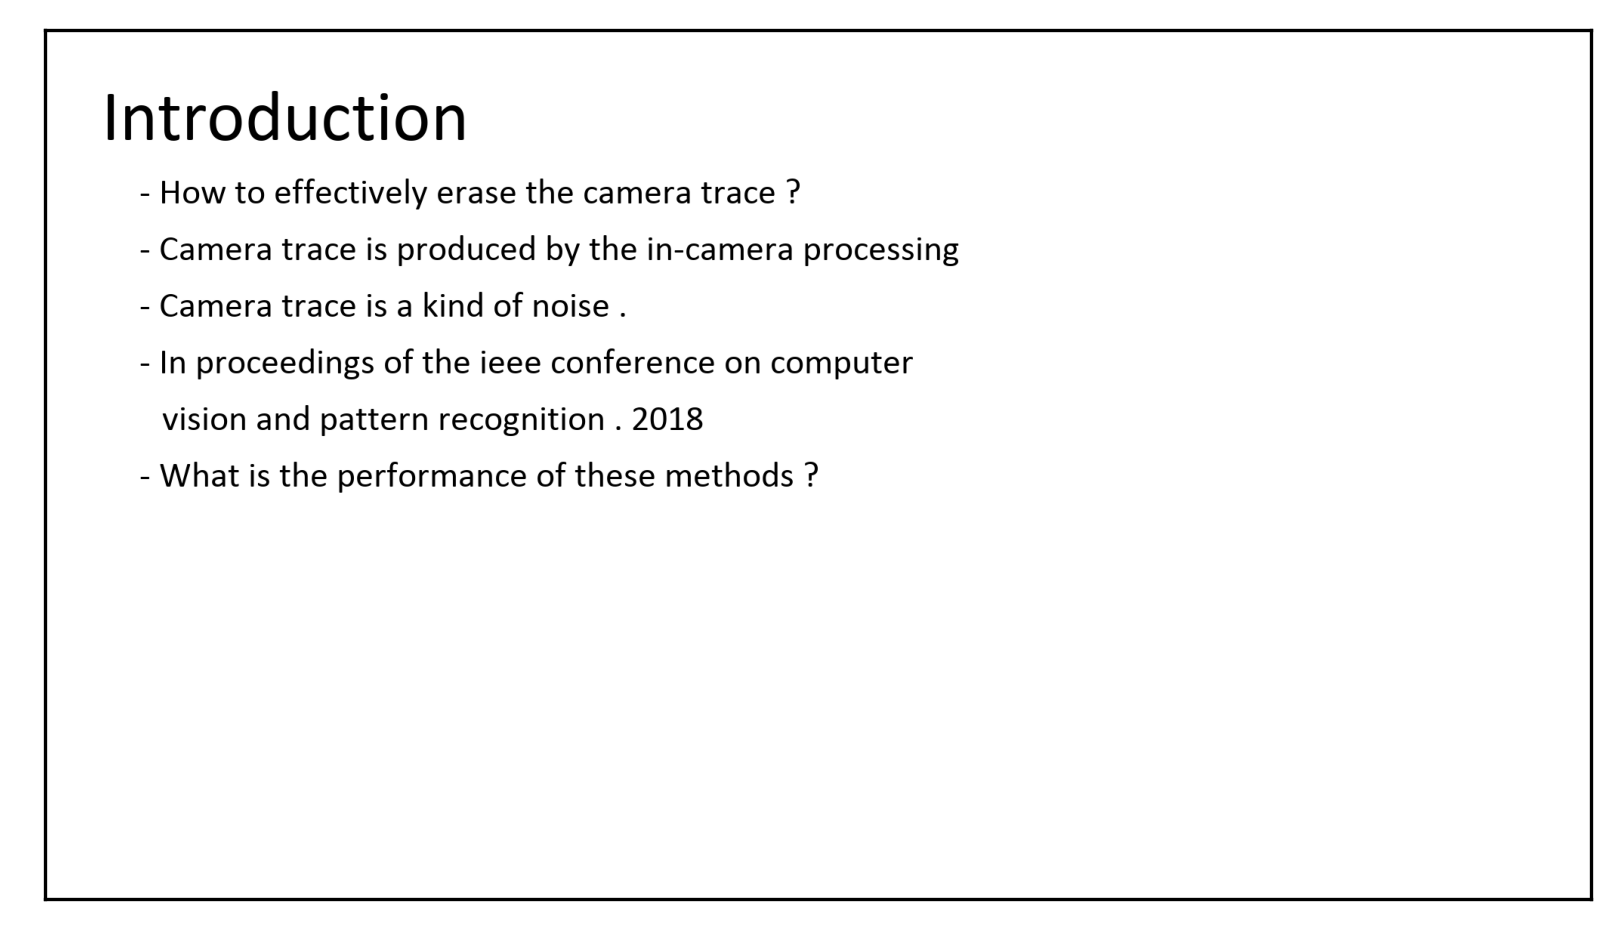 Introduction
- How to effectively erase the camera trace ?
- Camera trace is produced by the in-camera processing
- Camera trace is a kind of noise .
- In proceedings of the ieee conference on computer
vision and pattern recognition . 2018
- What is the performance of these methods ?